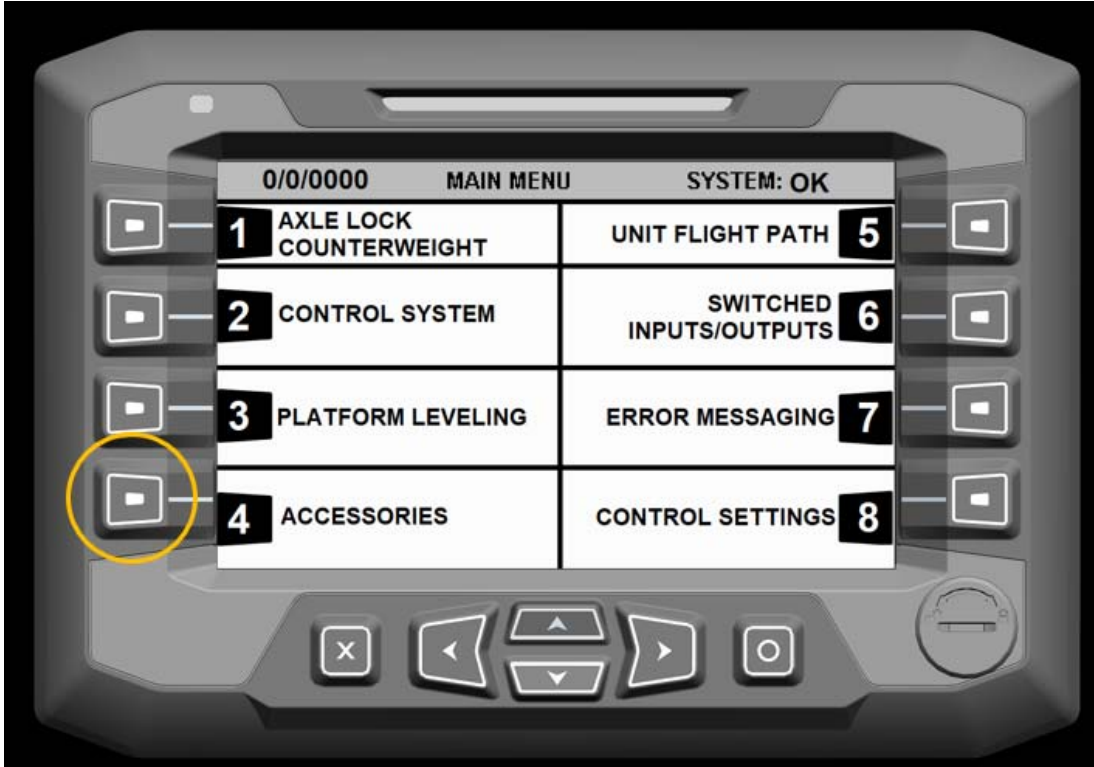 0/0/0000 MAIN MENU SYSTEM: OK
1 AXLE LOCK
COUNTERWEIGHT
UNIT FLIGHT PATH 5
2 CONTROL SYSTEM
SWITCHED
INPUTS/OUTPUTS 6
3 PLATFORM LEVELING
ERROR MESSAGING 7
4 ACCESSORIES
CONTROL SETTINGS 8
X
O